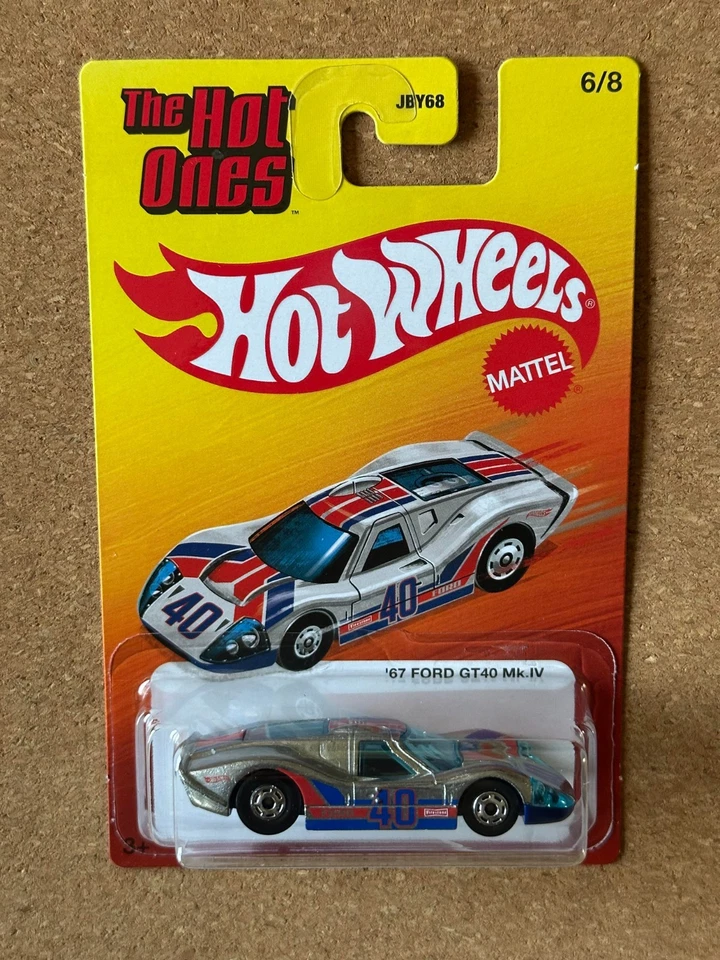 The Hot
Ones
™
JBY68
6/8
Hot Wheels®
MATTEL
®
40
40
FORD
'67 FORD GT40 Mk.IV
40
3+